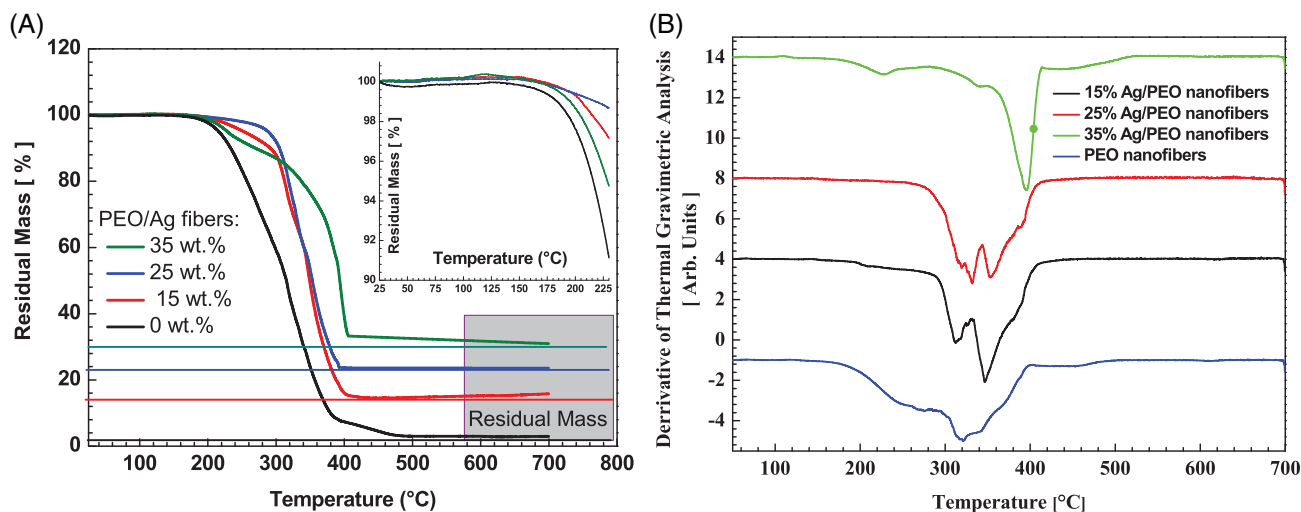 (A)
Residual Mass [ % ]
120
100
80
60
40
20
0
0
100
200
300
400
500
600
700
800
Temperature (°C)
PEO/Ag fibers:
35 wt.%
25 wt.%
15 wt.%
0 wt.%
Residual Mass
Residual Mass [ % ]
100
98
96
94
92
90
25
50
75
100
125
150
175
200
225
Temperature (°C)
(B)
Derrivative of Thermal Gravimetric Analysis
[ Arb. Units ]
14
12
10
8
6
4
2
0
-2
-4
100
200
300
400
500
600
700
Temperature [°C]
15% Ag/PEO nanofibers
25% Ag/PEO nanofibers
35% Ag/PEO nanofibers
PEO nanofibers